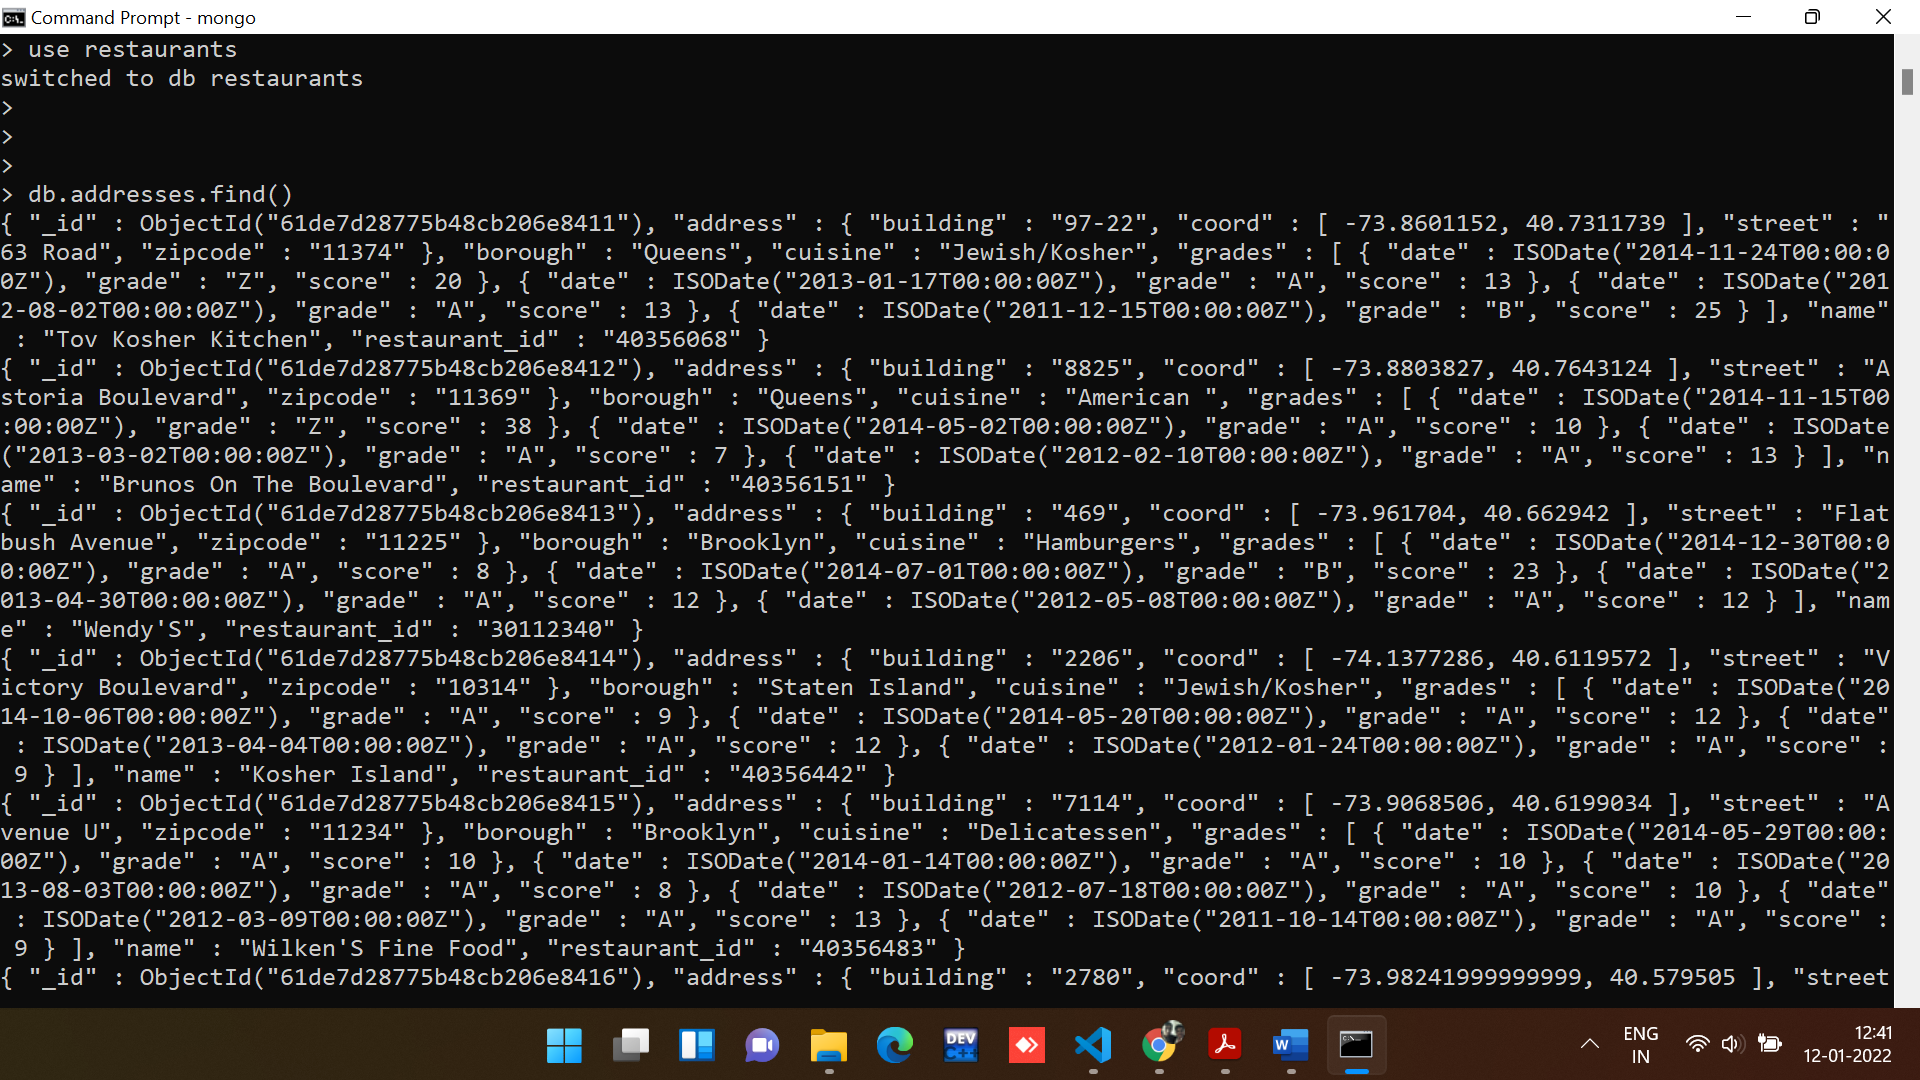 Command Prompt - mongo
> use restaurants
switched to db restaurants
>
>
>
> db.addresses.find()
{ "_id" : ObjectId("61de7d28775b48cb206e8411"), "address" : { "building" : "97-22", "coord" : [ -73.8601152, 40.7311739 ], "street" : "
63 Road", "zipcode" : "11374" }, "borough" : "Queens", "cuisine" : "Jewish/Kosher", "grades" : [ { "date" : ISODate("2014-11-24T00:00:0
0Z"), "grade" : "Z", "score" : 20 }, { "date" : ISODate("2013-01-17T00:00:00Z"), "grade" : "A", "score" : 13 }, { "date" : ISODate("201
2-08-02T00:00:00Z"), "grade" : "A", "score" : 13 }, { "date" : ISODate("2011-12-15T00:00:00Z"), "grade" : "B", "score" : 25 } ], "name"
 : "Tov Kosher Kitchen", "restaurant_id" : "40356068" }
{ "_id" : ObjectId("61de7d28775b48cb206e8412"), "address" : { "building" : "8825", "coord" : [ -73.8803827, 40.7643124 ], "street" : "A
storia Boulevard", "zipcode" : "11369" }, "borough" : "Queens", "cuisine" : "American ", "grades" : [ { "date" : ISODate("2014-11-15T00
:00:00Z"), "grade" : "Z", "score" : 38 }, { "date" : ISODate("2014-05-02T00:00:00Z"), "grade" : "A", "score" : 10 }, { "date" : ISODate
("2013-03-02T00:00:00Z"), "grade" : "A", "score" : 7 }, { "date" : ISODate("2012-02-10T00:00:00Z"), "grade" : "A", "score" : 13 } ], "n
ame" : "Brunos On The Boulevard", "restaurant_id" : "40356151" }
{ "_id" : ObjectId("61de7d28775b48cb206e8413"), "address" : { "building" : "469", "coord" : [ -73.961704, 40.662942 ], "street" : "Flat
bush Avenue", "zipcode" : "11225" }, "borough" : "Brooklyn", "cuisine" : "Hamburgers", "grades" : [ { "date" : ISODate("2014-12-30T00:0
0:00Z"), "grade" : "A", "score" : 8 }, { "date" : ISODate("2014-07-01T00:00:00Z"), "grade" : "B", "score" : 23 }, { "date" : ISODate("2
013-04-30T00:00:00Z"), "grade" : "A", "score" : 12 }, { "date" : ISODate("2012-05-08T00:00:00Z"), "grade" : "A", "score" : 12 } ], "nam
e" : "Wendy'S", "restaurant_id" : "30112340" }
{ "_id" : ObjectId("61de7d28775b48cb206e8414"), "address" : { "building" : "2206", "coord" : [ -74.1377286, 40.6119572 ], "street" : "V
ictory Boulevard", "zipcode" : "10314" }, "borough" : "Staten Island", "cuisine" : "Jewish/Kosher", "grades" : [ { "date" : ISODate("20
14-10-06T00:00:00Z"), "grade" : "A", "score" : 9 }, { "date" : ISODate("2014-05-20T00:00:00Z"), "grade" : "A", "score" : 12 }, { "date"
 : ISODate("2013-04-04T00:00:00Z"), "grade" : "A", "score" : 12 }, { "date" : ISODate("2012-01-24T00:00:00Z"), "grade" : "A", "score" :
 9 } ], "name" : "Kosher Island", "restaurant_id" : "40356442" }
{ "_id" : ObjectId("61de7d28775b48cb206e8415"), "address" : { "building" : "7114", "coord" : [ -73.9068506, 40.6199034 ], "street" : "A
venue U", "zipcode" : "11234" }, "borough" : "Brooklyn", "cuisine" : "Delicatessen", "grades" : [ { "date" : ISODate("2014-05-29T00:00:
00Z"), "grade" : "A", "score" : 10 }, { "date" : ISODate("2014-01-14T00:00:00Z"), "grade" : "A", "score" : 10 }, { "date" : ISODate("20
13-08-03T00:00:00Z"), "grade" : "A", "score" : 8 }, { "date" : ISODate("2012-07-18T00:00:00Z"), "grade" : "A", "score" : 10 }, { "date"
 : ISODate("2012-03-09T00:00:00Z"), "grade" : "A", "score" : 13 }, { "date" : ISODate("2011-10-14T00:00:00Z"), "grade" : "A", "score" :
 9 } ], "name" : "Wilken'S Fine Food", "restaurant_id" : "40356483" }
{ "_id" : ObjectId("61de7d28775b48cb206e8416"), "address" : { "building" : "2780", "coord" : [ -73.98241999999999, 40.579505 ], "street
DEV
C++
W
ENG
IN
12:41
12-01-2022